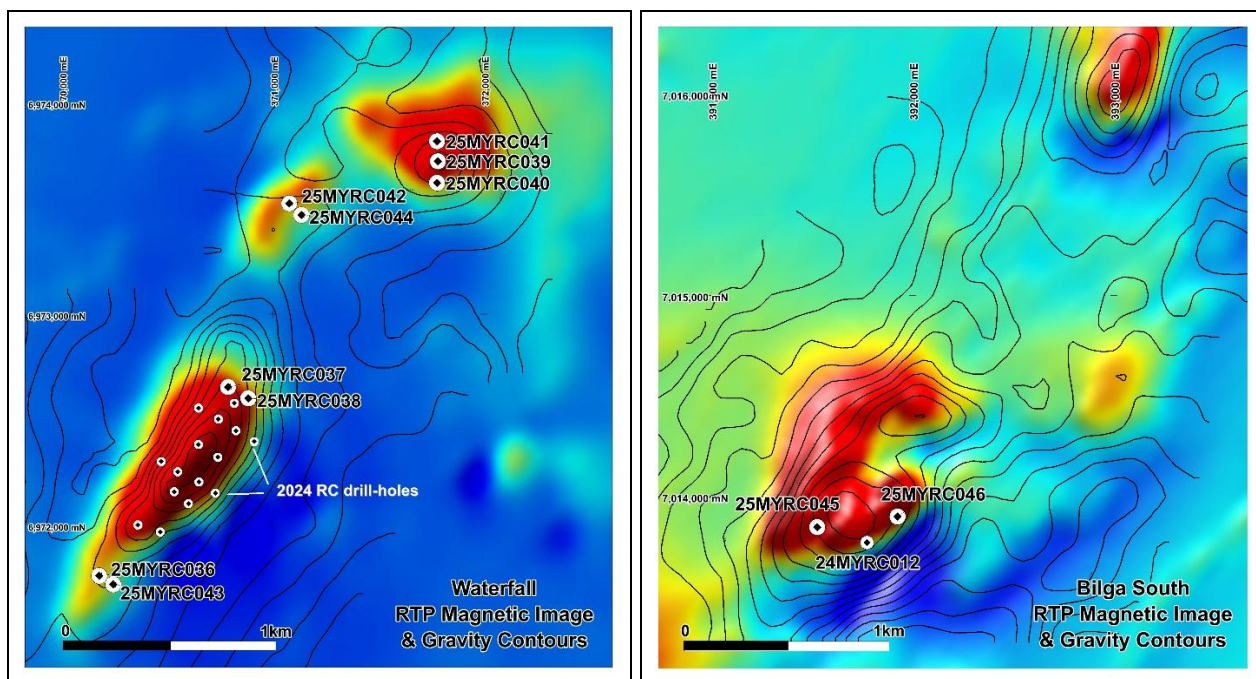 370,000 mE
371,000 mE
372,000 mE
6,974,000 mN
25MYRC041
25MYRC039
25MYRC040
25MYRC042
25MYRC044
6,973,000 mN
25MYRC037
25MYRC038
2024 RC drill-holes
6,972,000 mN
25MYRC036
25MYRC043
Waterfall
RTP Magnetic Image
& Gravity Contours
0
1km
391,000 mE
392,000 mE
393,000 mE
7,016,000 mN
7,015,000 mN
7,014,000 mN
25MYRC045
25MYRC046
24MYRC012
Bilga South
RTP Magnetic Image
& Gravity Contours
0
1km